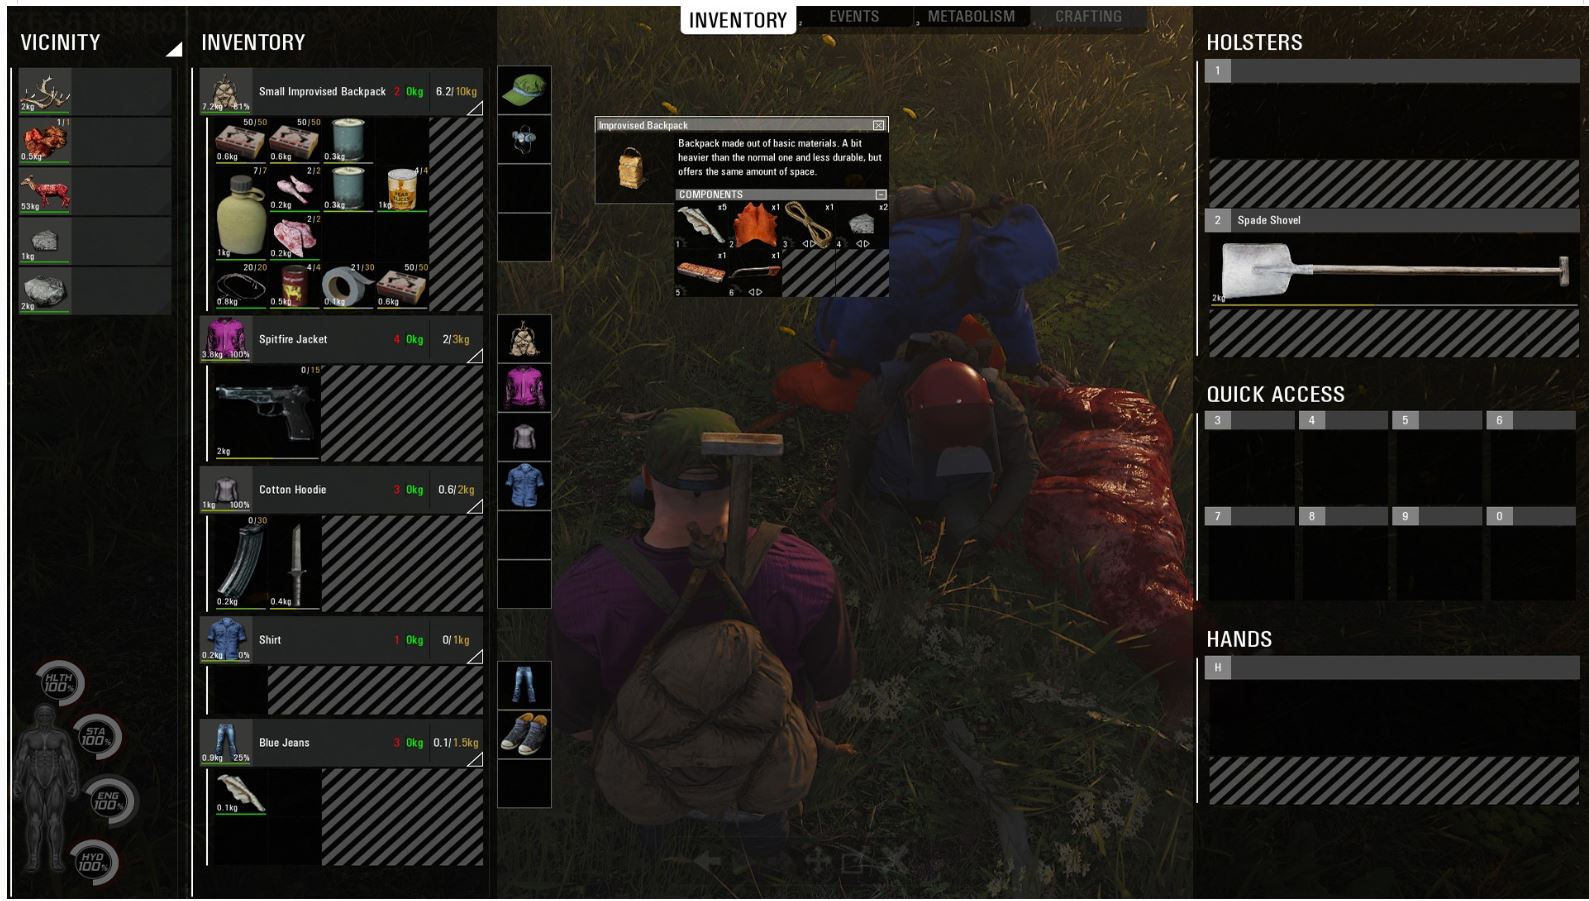 INVENTORY
2 EVENTS
3 METABOLISM
CRAFTING
VICINITY
2kg
1/1
0.5kg
53kg
1kg
2kg
INVENTORY
Small Improvised Backpack 2 0kg 6.2/10kg
7.2kg 81%
50/50 50/50
0.6kg 0.6kg 0.3kg
7/7 2/2 4/4
0.2kg 0.3kg 1kg
2/2
1kg 0.2kg
20/20 4/4 21/30 50/50
0.8kg 0.5kg 0.1kg 0.6kg
Spitfire Jacket 4 0kg 2/3kg
3.8kg 100%
0/15
2kg
Cotton Hoodie 3 0kg 0.6/2kg
1kg 100%
0/30
0.2kg 0.4kg
Shirt 1 0kg 0/1kg
0.2kg 0%
Blue Jeans 3 0kg 0.1/1.5kg
0.9kg 25%
0.1kg
HLTH
100%
STA
100%
ENG
100%
HYD
100%
Improvised Backpack
Backpack made out of basic materials. A bit
heavier than the normal one and less durable, but
offers the same amount of space.
COMPONENTS
x5 x1 x1 x2
1 2 3 4
x1 x1
5 6
HOLSTERS
1
2 Spade Shovel
2kg
QUICK ACCESS
3 4 5 6
7 8 9 0
HANDS
H